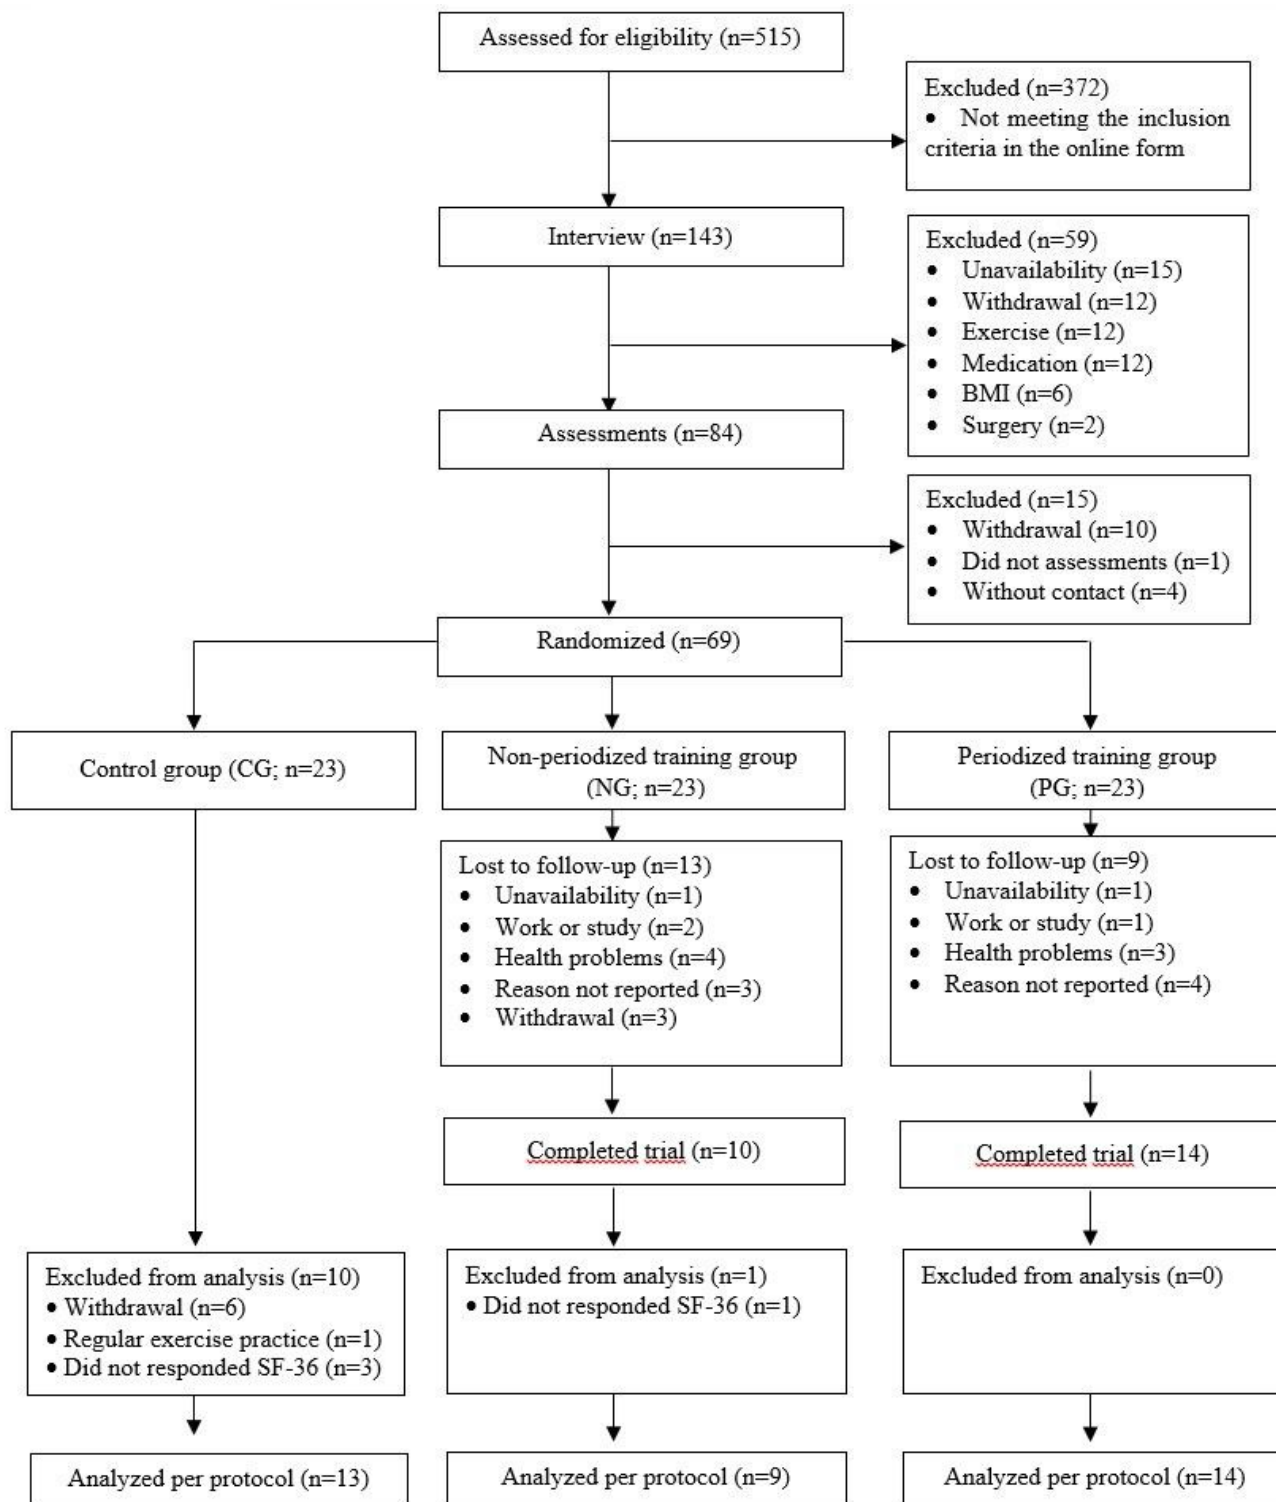 Assessed for eligibility (n=515)
Excluded (n=372)
• Not meeting the inclusion
criteria in the online form
Interview (n=143)
Excluded (n=59)
• Unavailability (n=15)
• Withdrawal (n=12)
• Exercise (n=12)
• Medication (n=12)
• BMI (n=6)
• Surgery (n=2)
Assessments (n=84)
Excluded (n=15)
• Withdrawal (n=10)
• Did not assessments (n=1)
• Without contact (n=4)
Randomized (n=69)
Control group (CG; n=23)
Non-periodized training group
(NG; n=23)
Periodized training group
(PG; n=23)
Lost to follow-up (n=13)
• Unavailability (n=1)
• Work or study (n=2)
• Health problems (n=4)
• Reason not reported (n=3)
• Withdrawal (n=3)
Lost to follow-up (n=9)
• Unavailability (n=1)
• Work or study (n=1)
• Health problems (n=3)
• Reason not reported (n=4)
Completed trial (n=10)
Completed trial (n=14)
Excluded from analysis (n=10)
• Withdrawal (n=6)
• Regular exercise practice (n=1)
• Did not responded SF-36 (n=3)
Excluded from analysis (n=1)
• Did not responded SF-36 (n=1)
Excluded from analysis (n=0)
Analyzed per protocol (n=13)
Analyzed per protocol (n=9)
Analyzed per protocol (n=14)